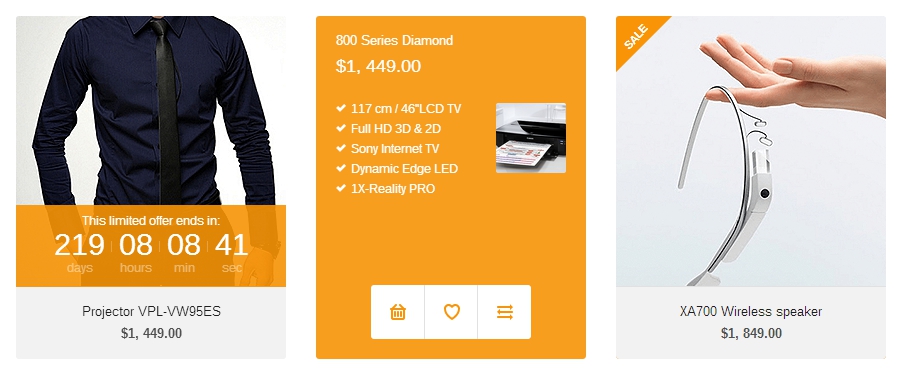 This limited offer ends in:
219 08 08 41
days hours min sec
Projector VPL-VW95ES
$1, 449.00
800 Series Diamond
$1, 449.00
117 cm / 46"LCD TV
Full HD 3D & 2D
Sony Internet TV
Dynamic Edge LED
1X-Reality PRO
SALE
XA700 Wireless speaker
$1, 849.00